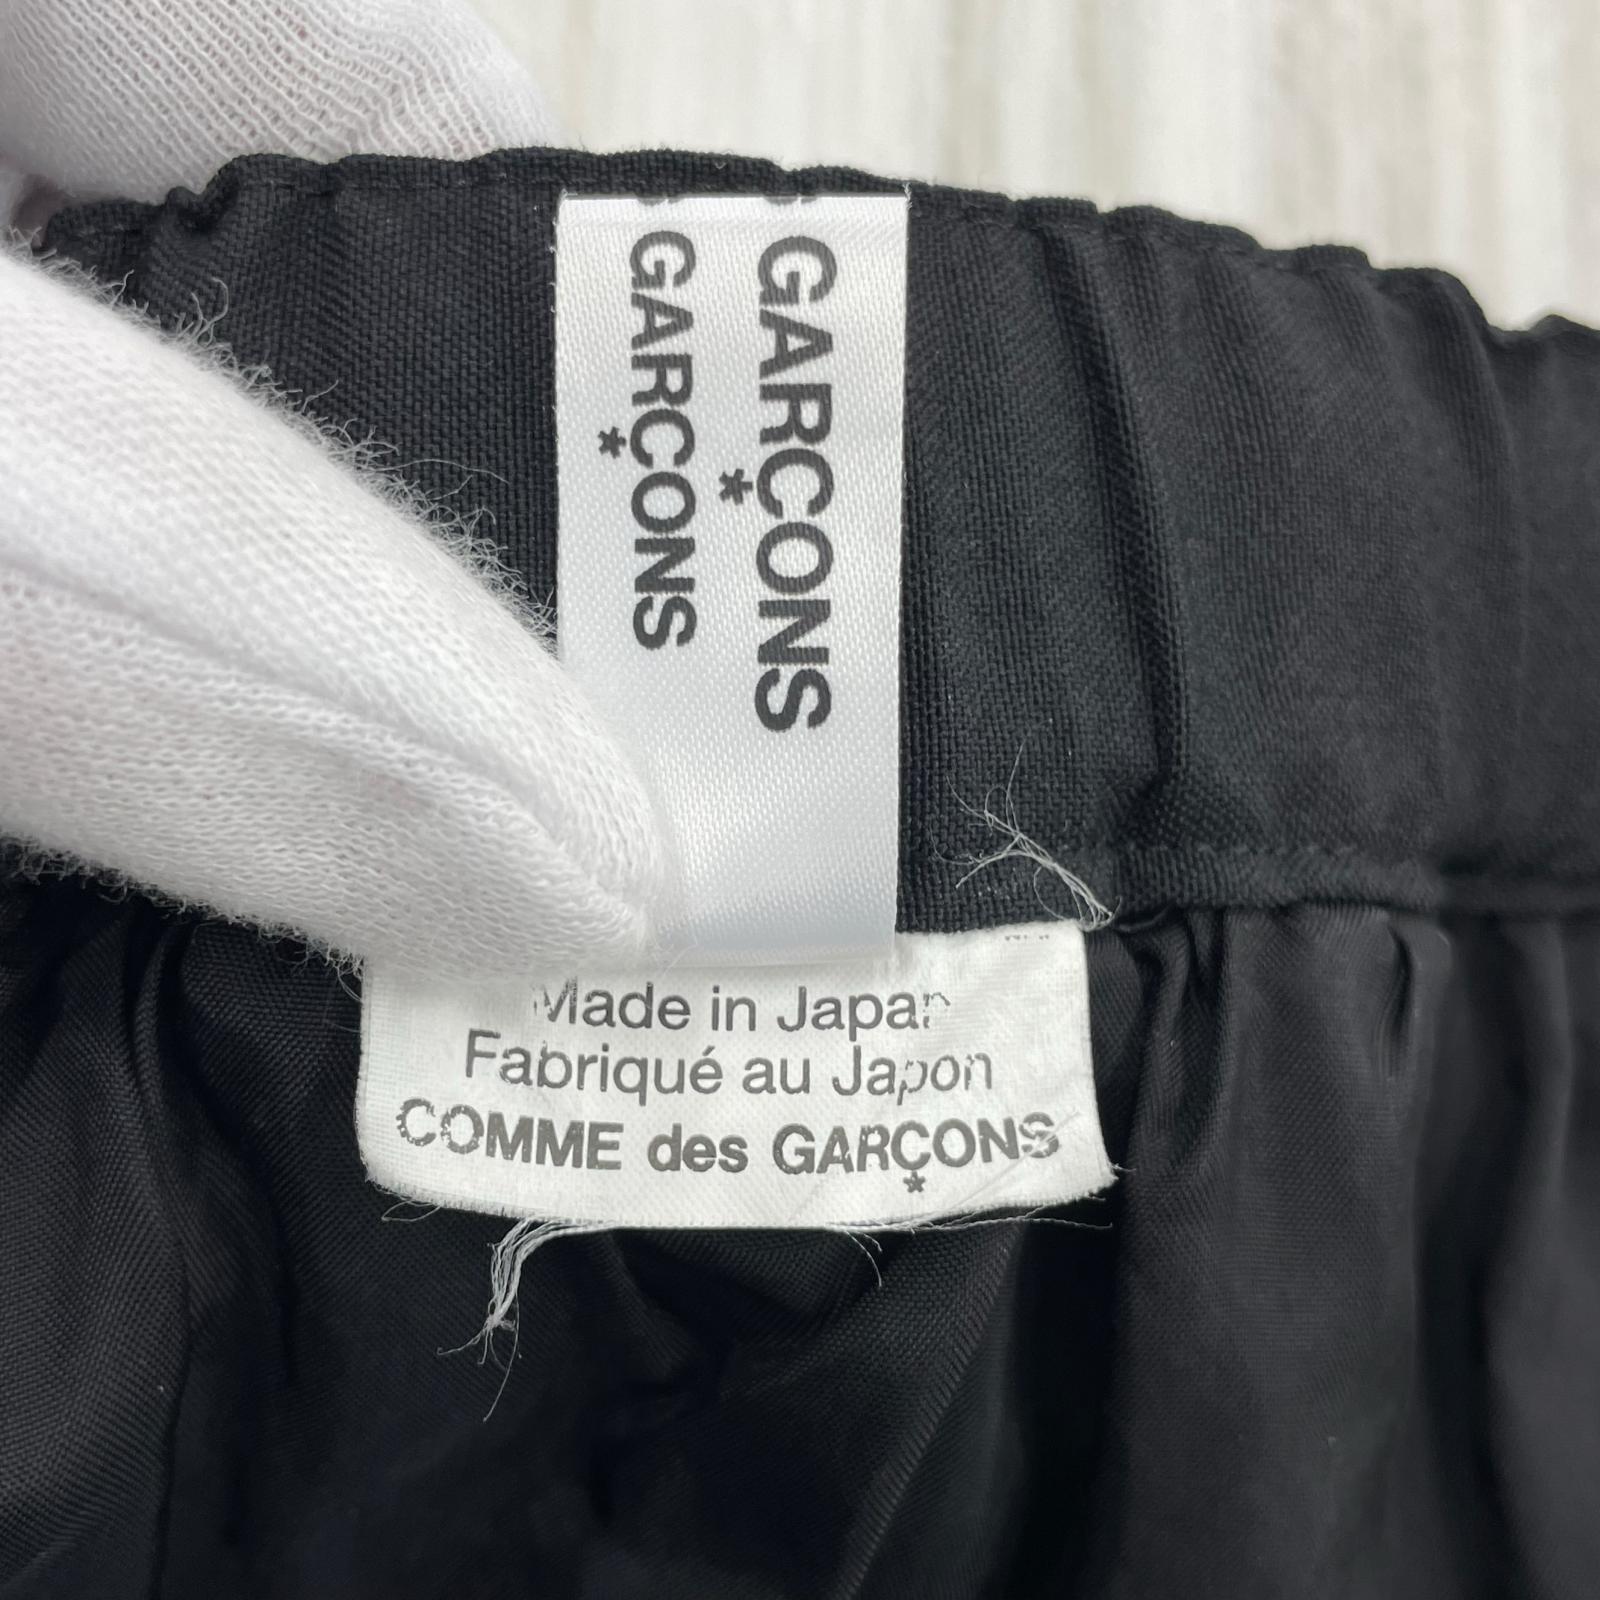 GARÇONS
GARÇONS
Made in Japan
Fabriqué au Japon
COMME des GARÇONS